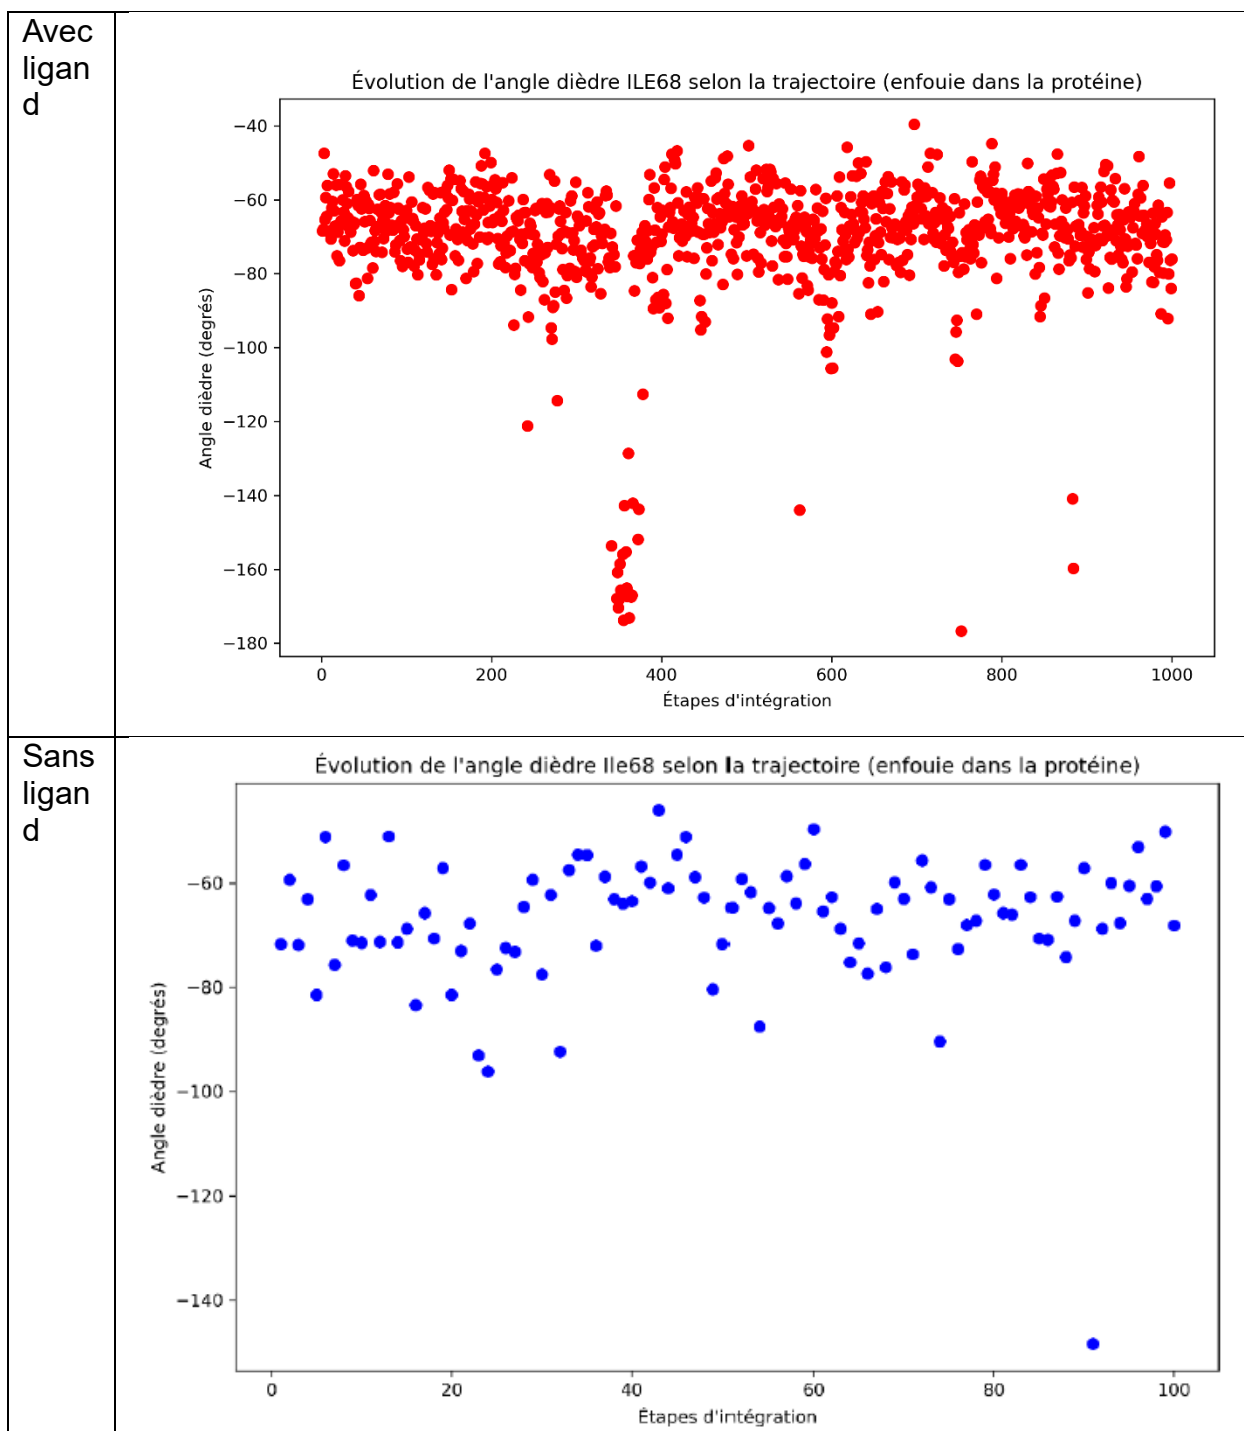 Avec
ligan
d
Évolution de l'angle dièdre ILE68 selon la trajectoire (enfouie dans la protéine)
Angle dièdre (degrés)
−40
−60
−80
−100
−120
−140
−160
−180
0 200 400 600 800 1000
Étapes d'intégration
Sans
ligan
d
Évolution de l'angle dièdre Ile68 selon la trajectoire (enfouie dans la protéine)
Angle dièdre (degrés)
−60
−80
−100
−120
−140
0 20 40 60 80 100
Étapes d'intégration